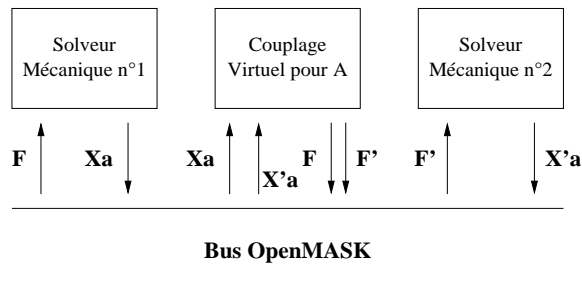 Solveur
Mécanique n°1
Couplage
Virtuel pour A
Solveur
Mécanique n°2
F
Xa
Xa
X'a
F
F'
F'
X'a
Bus OpenMASK